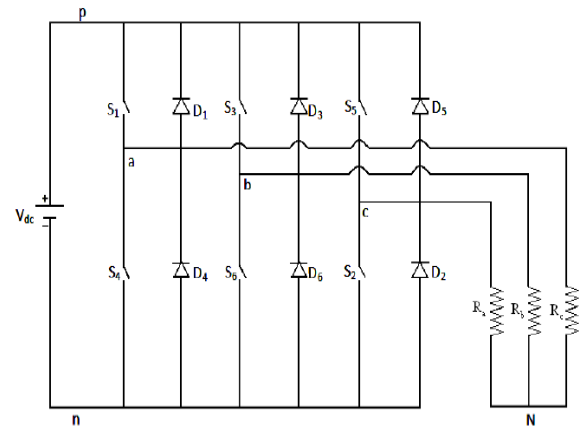 p
S1 D1 S3 D3 S5 D5
a
b
c
+
Vdc
−
S4 D4 S6 D6 S2 D2
Ra Rb Rc
n N